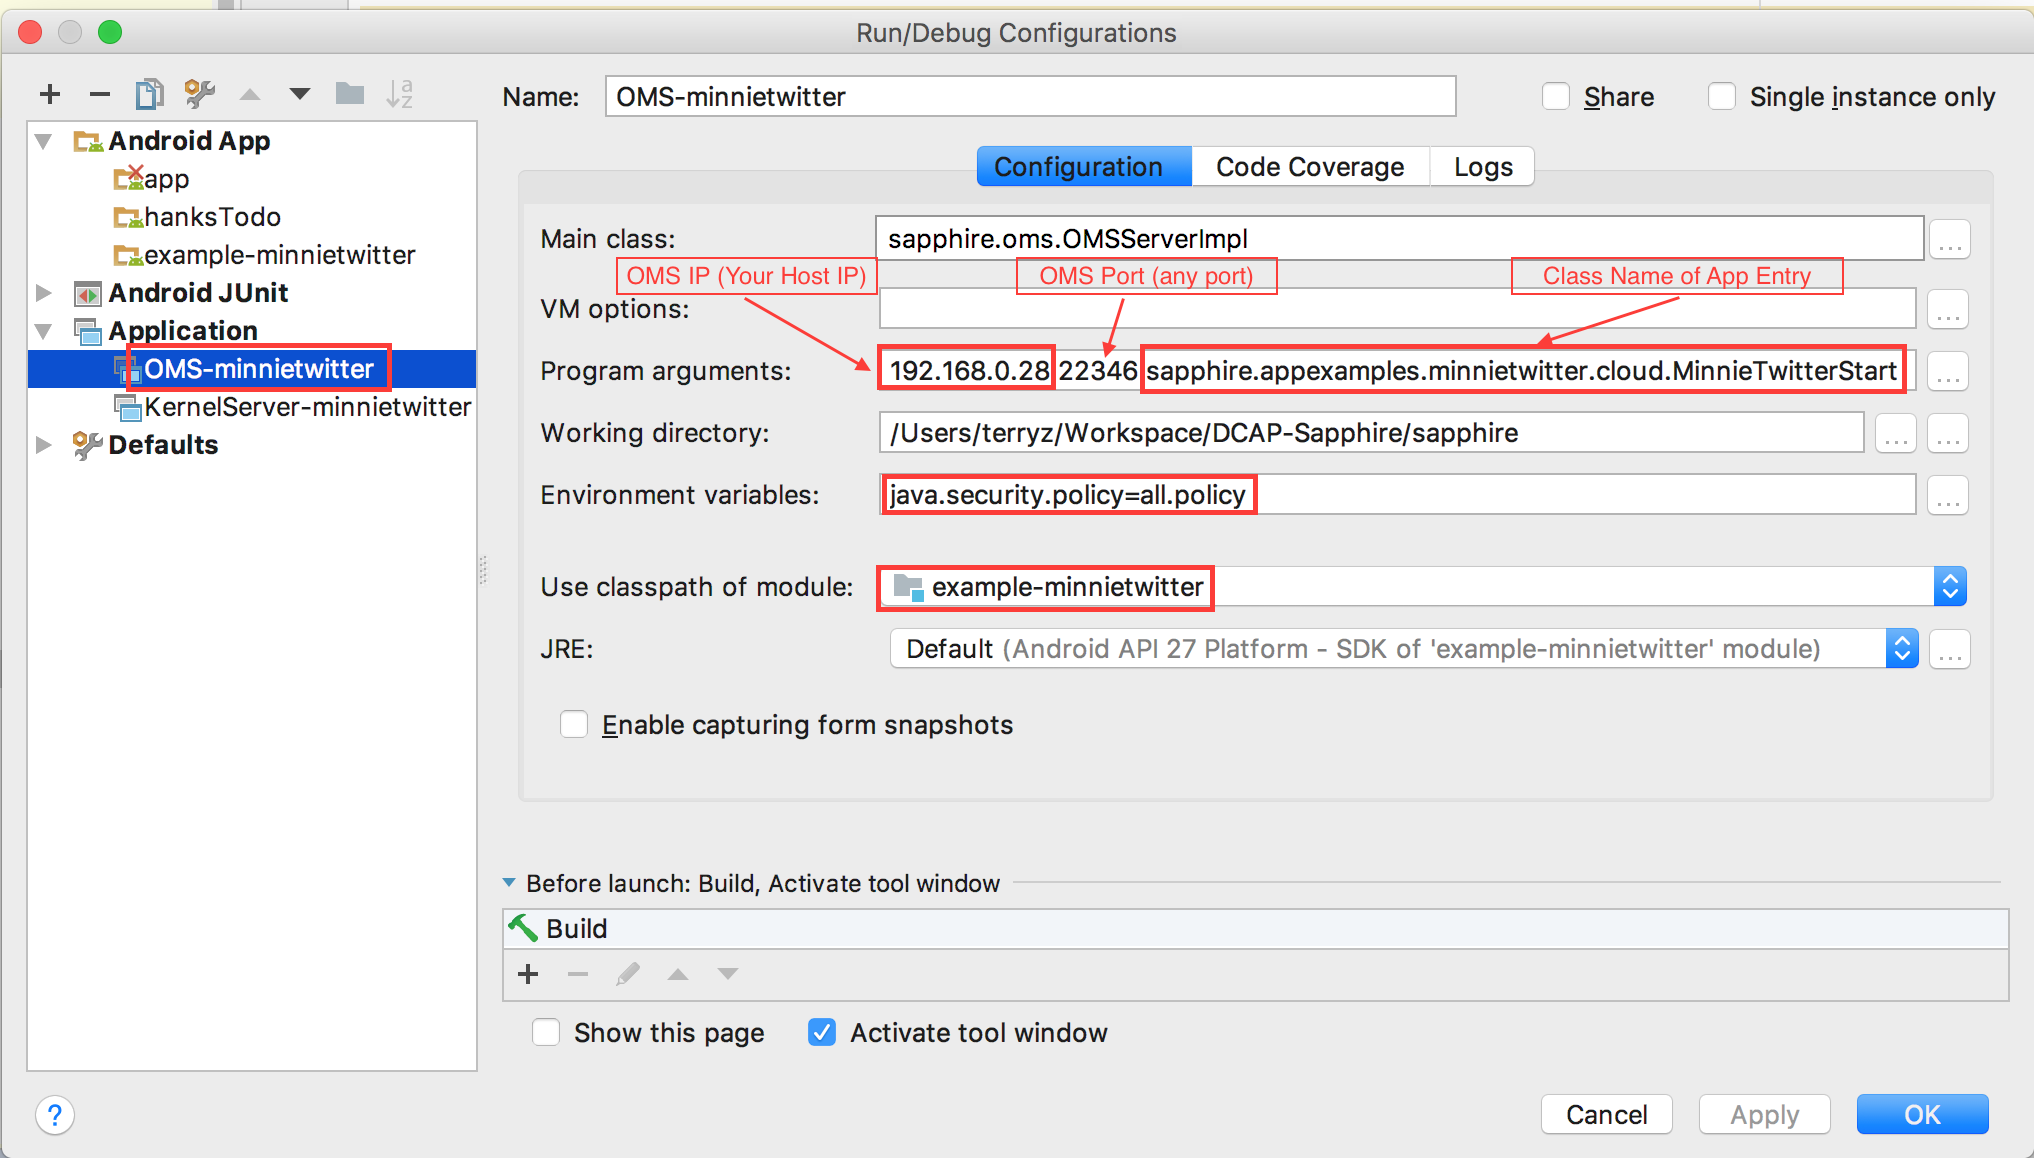 Run/Debug Configurations
Name: OMS-minnietwitter Share Single instance only
Android App
app
hanksTodo
example-minnietwitter
Android JUnit
Application
OMS-minnietwitter
KernelServer-minnietwitter
Defaults
Configuration Code Coverage Logs
Main class: sapphire.oms.OMSServerImpl ...
OMS IP (Your Host IP) OMS Port (any port) Class Name of App Entry
VM options: ...
Program arguments: 192.168.0.28 22346 sapphire.appexamples.minnietwitter.cloud.MinnieTwitterStart ...
Working directory: /Users/terryz/Workspace/DCAP-Sapphire/sapphire ... ...
Environment variables: java.security.policy=all.policy ...
Use classpath of module: example-minnietwitter
JRE: Default (Android API 27 Platform - SDK of 'example-minnietwitter' module) ...
Enable capturing form snapshots
Before launch: Build, Activate tool window
Build
Show this page Activate tool window
? Cancel Apply OK